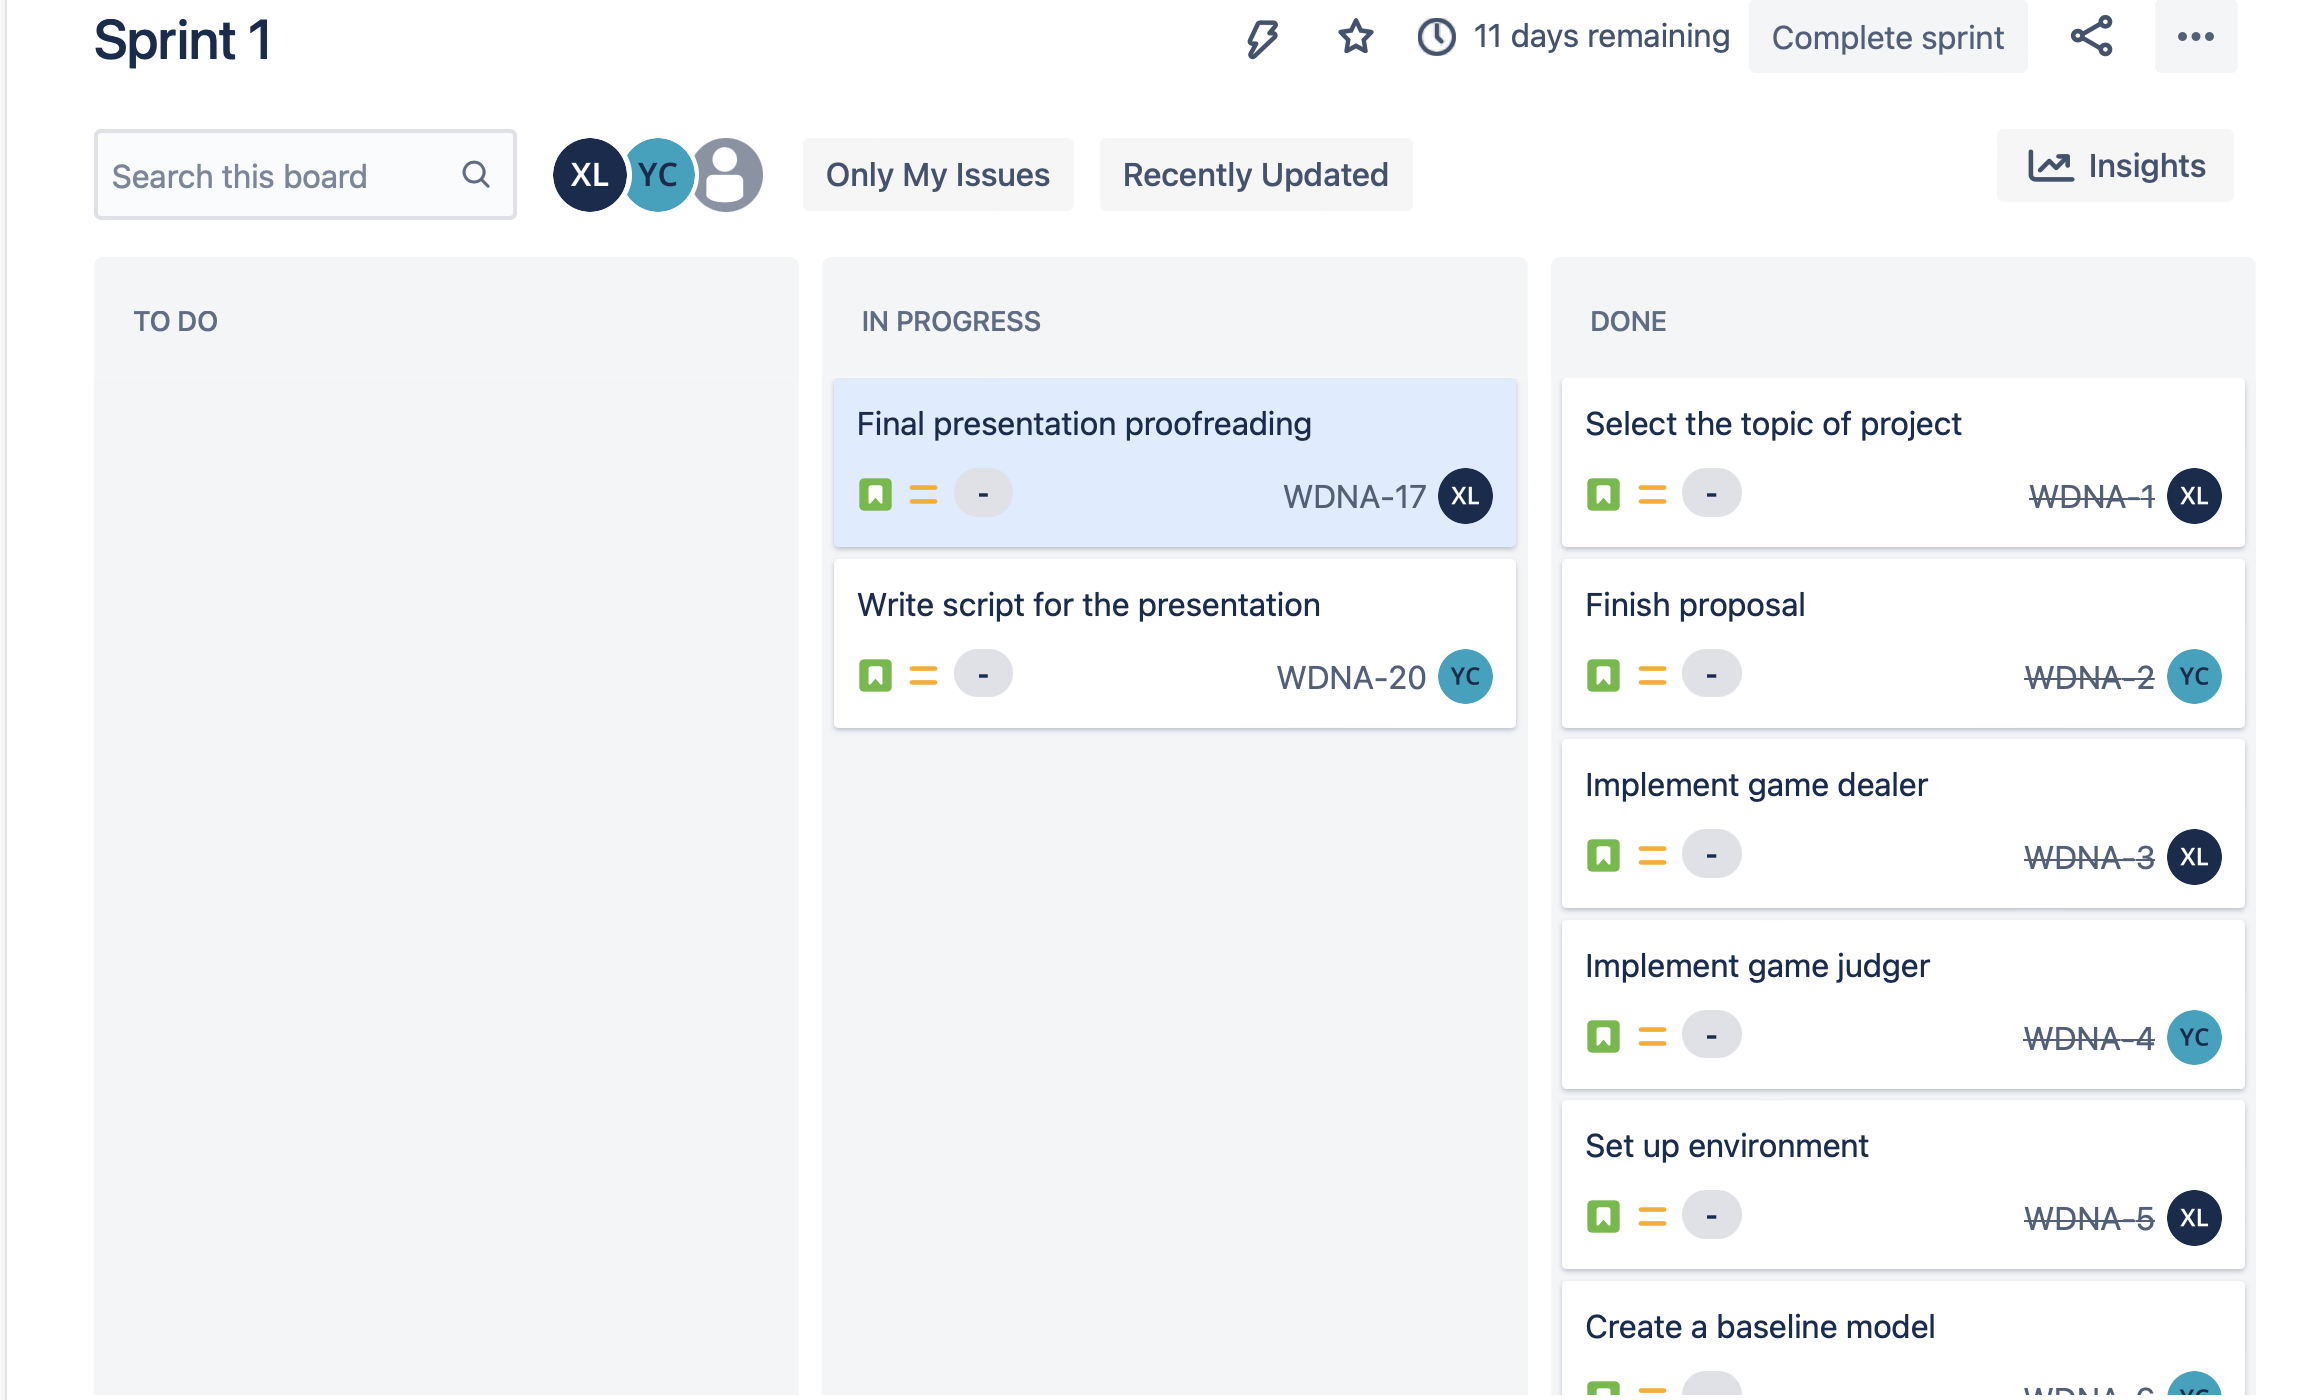 Sprint 1
11 days remaining
Complete sprint
Search this board
XL
YC
Only My Issues
Recently Updated
Insights
TO DO
IN PROGRESS
Final presentation proofreading
-
WDNA-17
XL
Write script for the presentation
-
WDNA-20
YC
DONE
Select the topic of project
-
WDNA-1
XL
Finish proposal
-
WDNA-2
YC
Implement game dealer
-
WDNA-3
XL
Implement game judger
-
WDNA-4
YC
Set up environment
-
WDNA-5
XL
Create a baseline model
WDNA-6
YC